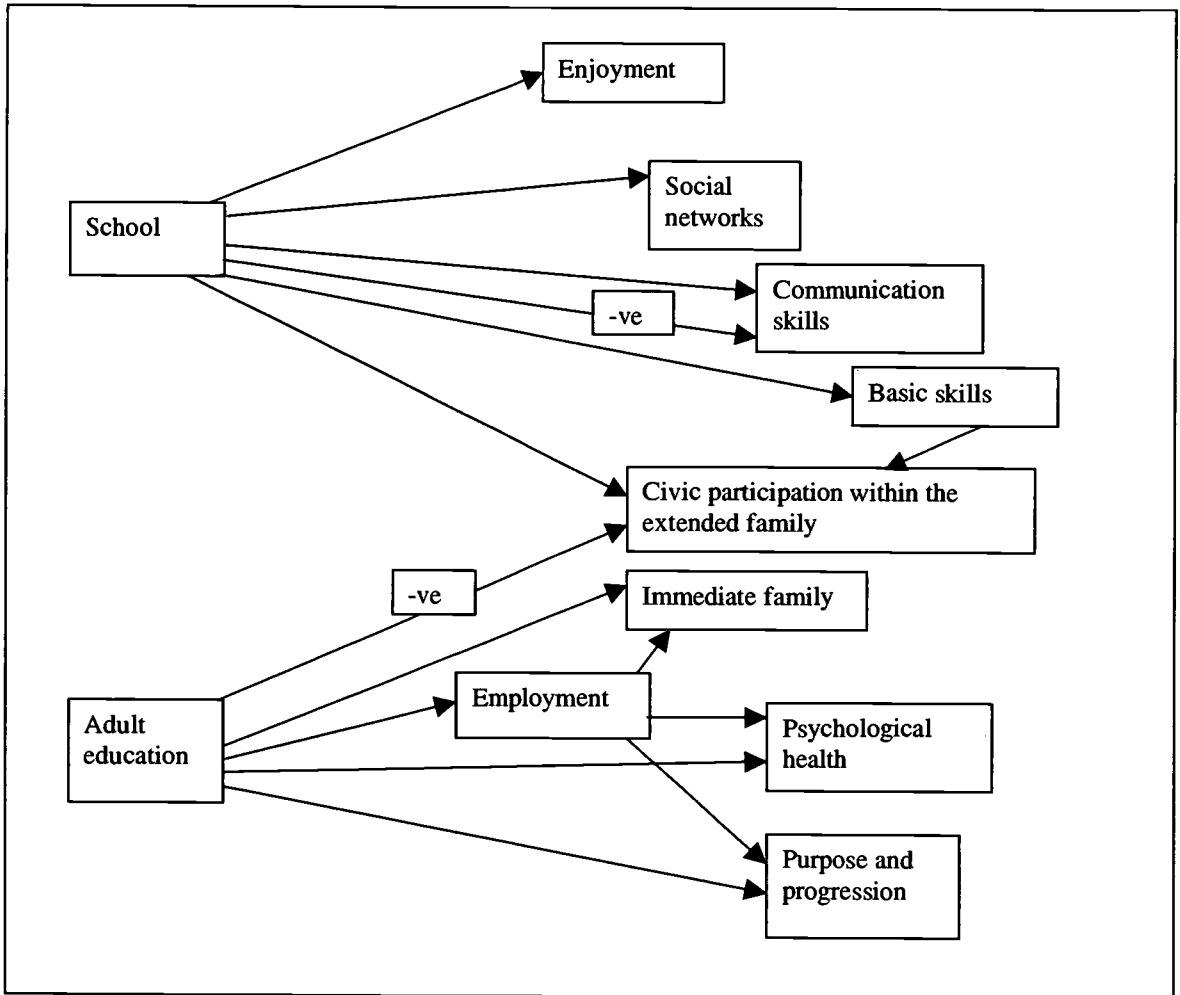 Enjoyment
Social
networks
School
Communication
skills
-ve
Basic skills
Civic participation within the
extended family
-ve
Immediate family
Employment
Adult
education
Psychological
health
Purpose and
progression